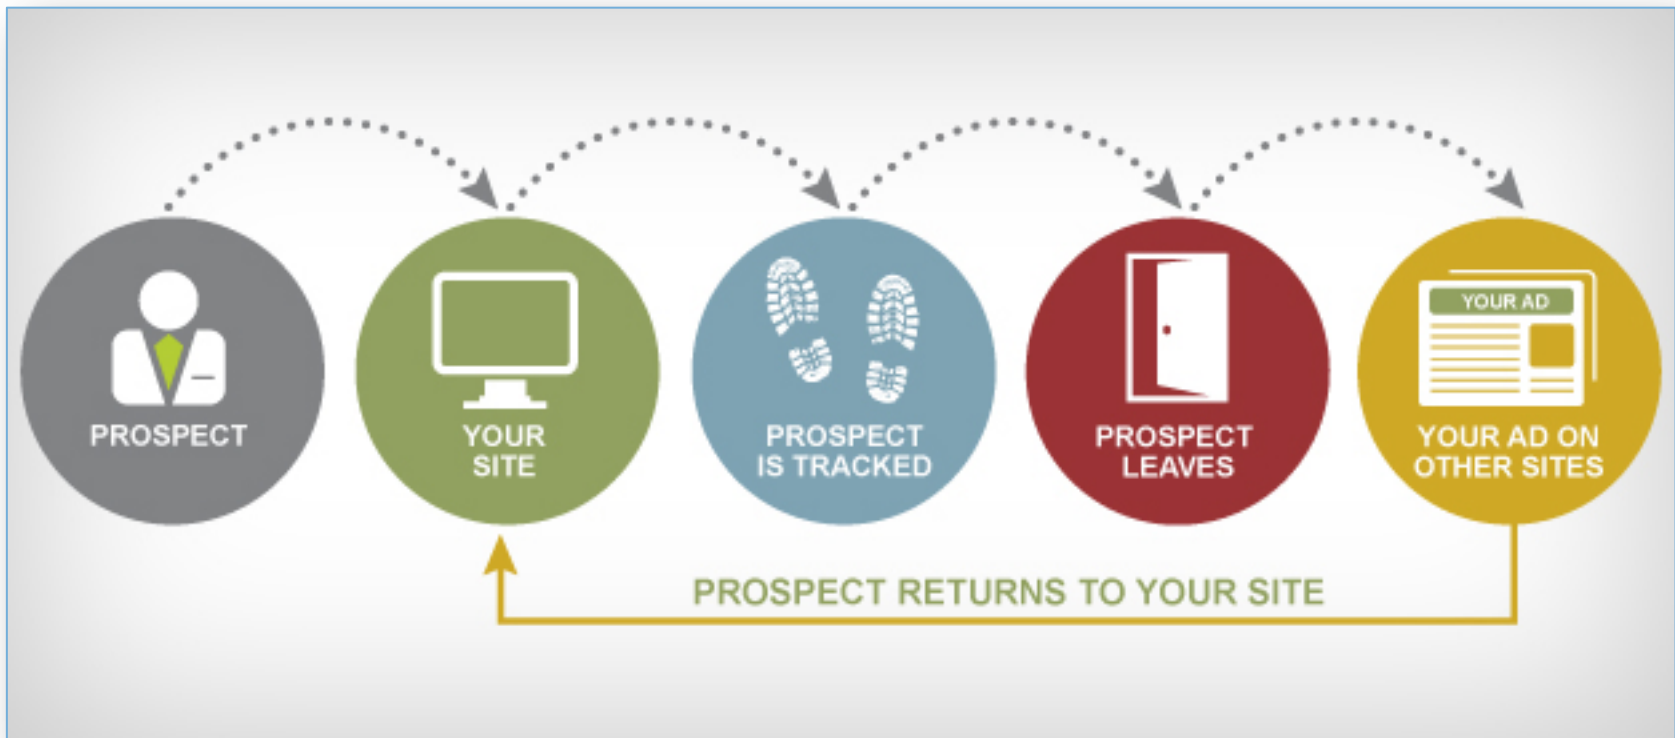 PROSPECT
YOUR
SITE
PROSPECT
IS TRACKED
PROSPECT
LEAVES
YOUR AD
YOUR AD ON
OTHER SITES
PROSPECT RETURNS TO YOUR SITE